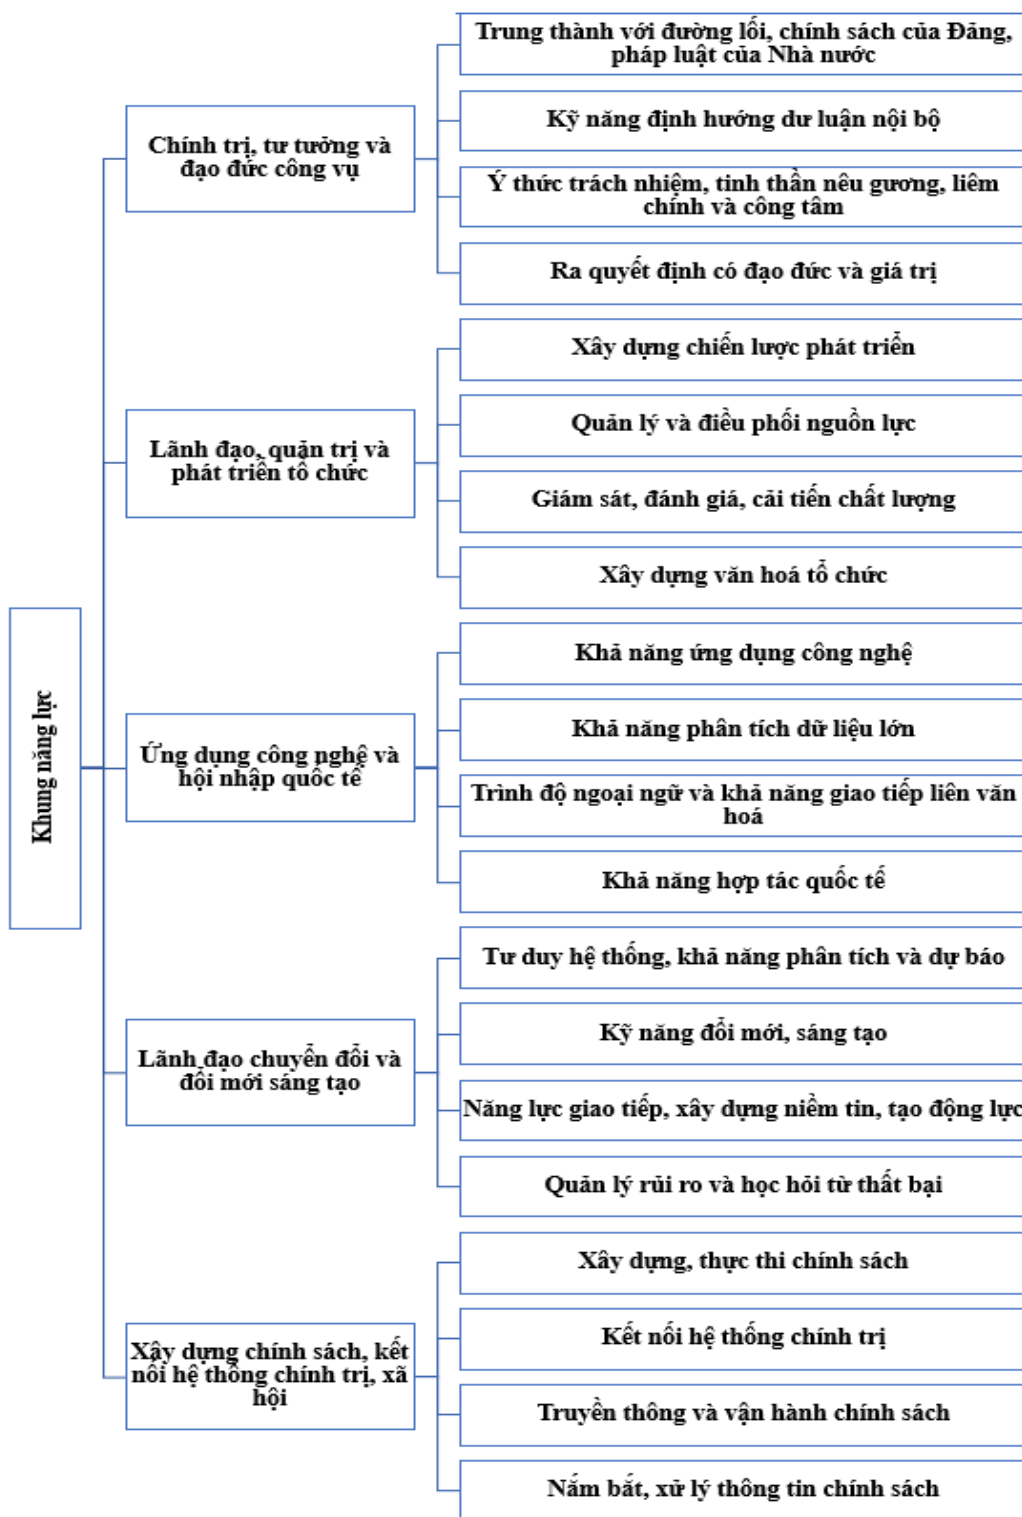 Khung năng lực
Chính trị, tư tưởng và
đạo đức công vụ
Trung thành với đường lối, chính sách của Đảng,
pháp luật của Nhà nước
Kỹ năng định hướng dư luận nội bộ
Ý thức trách nhiệm, tinh thần nêu gương, liêm
chính và công tâm
Ra quyết định có đạo đức và giá trị
Lãnh đạo, quản trị và
phát triển tổ chức
Xây dựng chiến lược phát triển
Quản lý và điều phối nguồn lực
Giám sát, đánh giá, cải tiến chất lượng
Xây dựng văn hoá tổ chức
Ứng dụng công nghệ và
hội nhập quốc tế
Khả năng ứng dụng công nghệ
Khả năng phân tích dữ liệu lớn
Trình độ ngoại ngữ và khả năng giao tiếp liên văn
hoá
Khả năng hợp tác quốc tế
Lãnh đạo chuyển đổi và
đổi mới sáng tạo
Tư duy hệ thống, khả năng phân tích và dự báo
Kỹ năng đổi mới, sáng tạo
Năng lực giao tiếp, xây dựng niềm tin, tạo động lực
Quản lý rủi ro và học hỏi từ thất bại
Xây dựng chính sách, kết
nối hệ thống chính trị, xã
hội
Xây dựng, thực thi chính sách
Kết nối hệ thống chính trị
Truyền thông và vận hành chính sách
Nắm bắt, xử lý thông tin chính sách